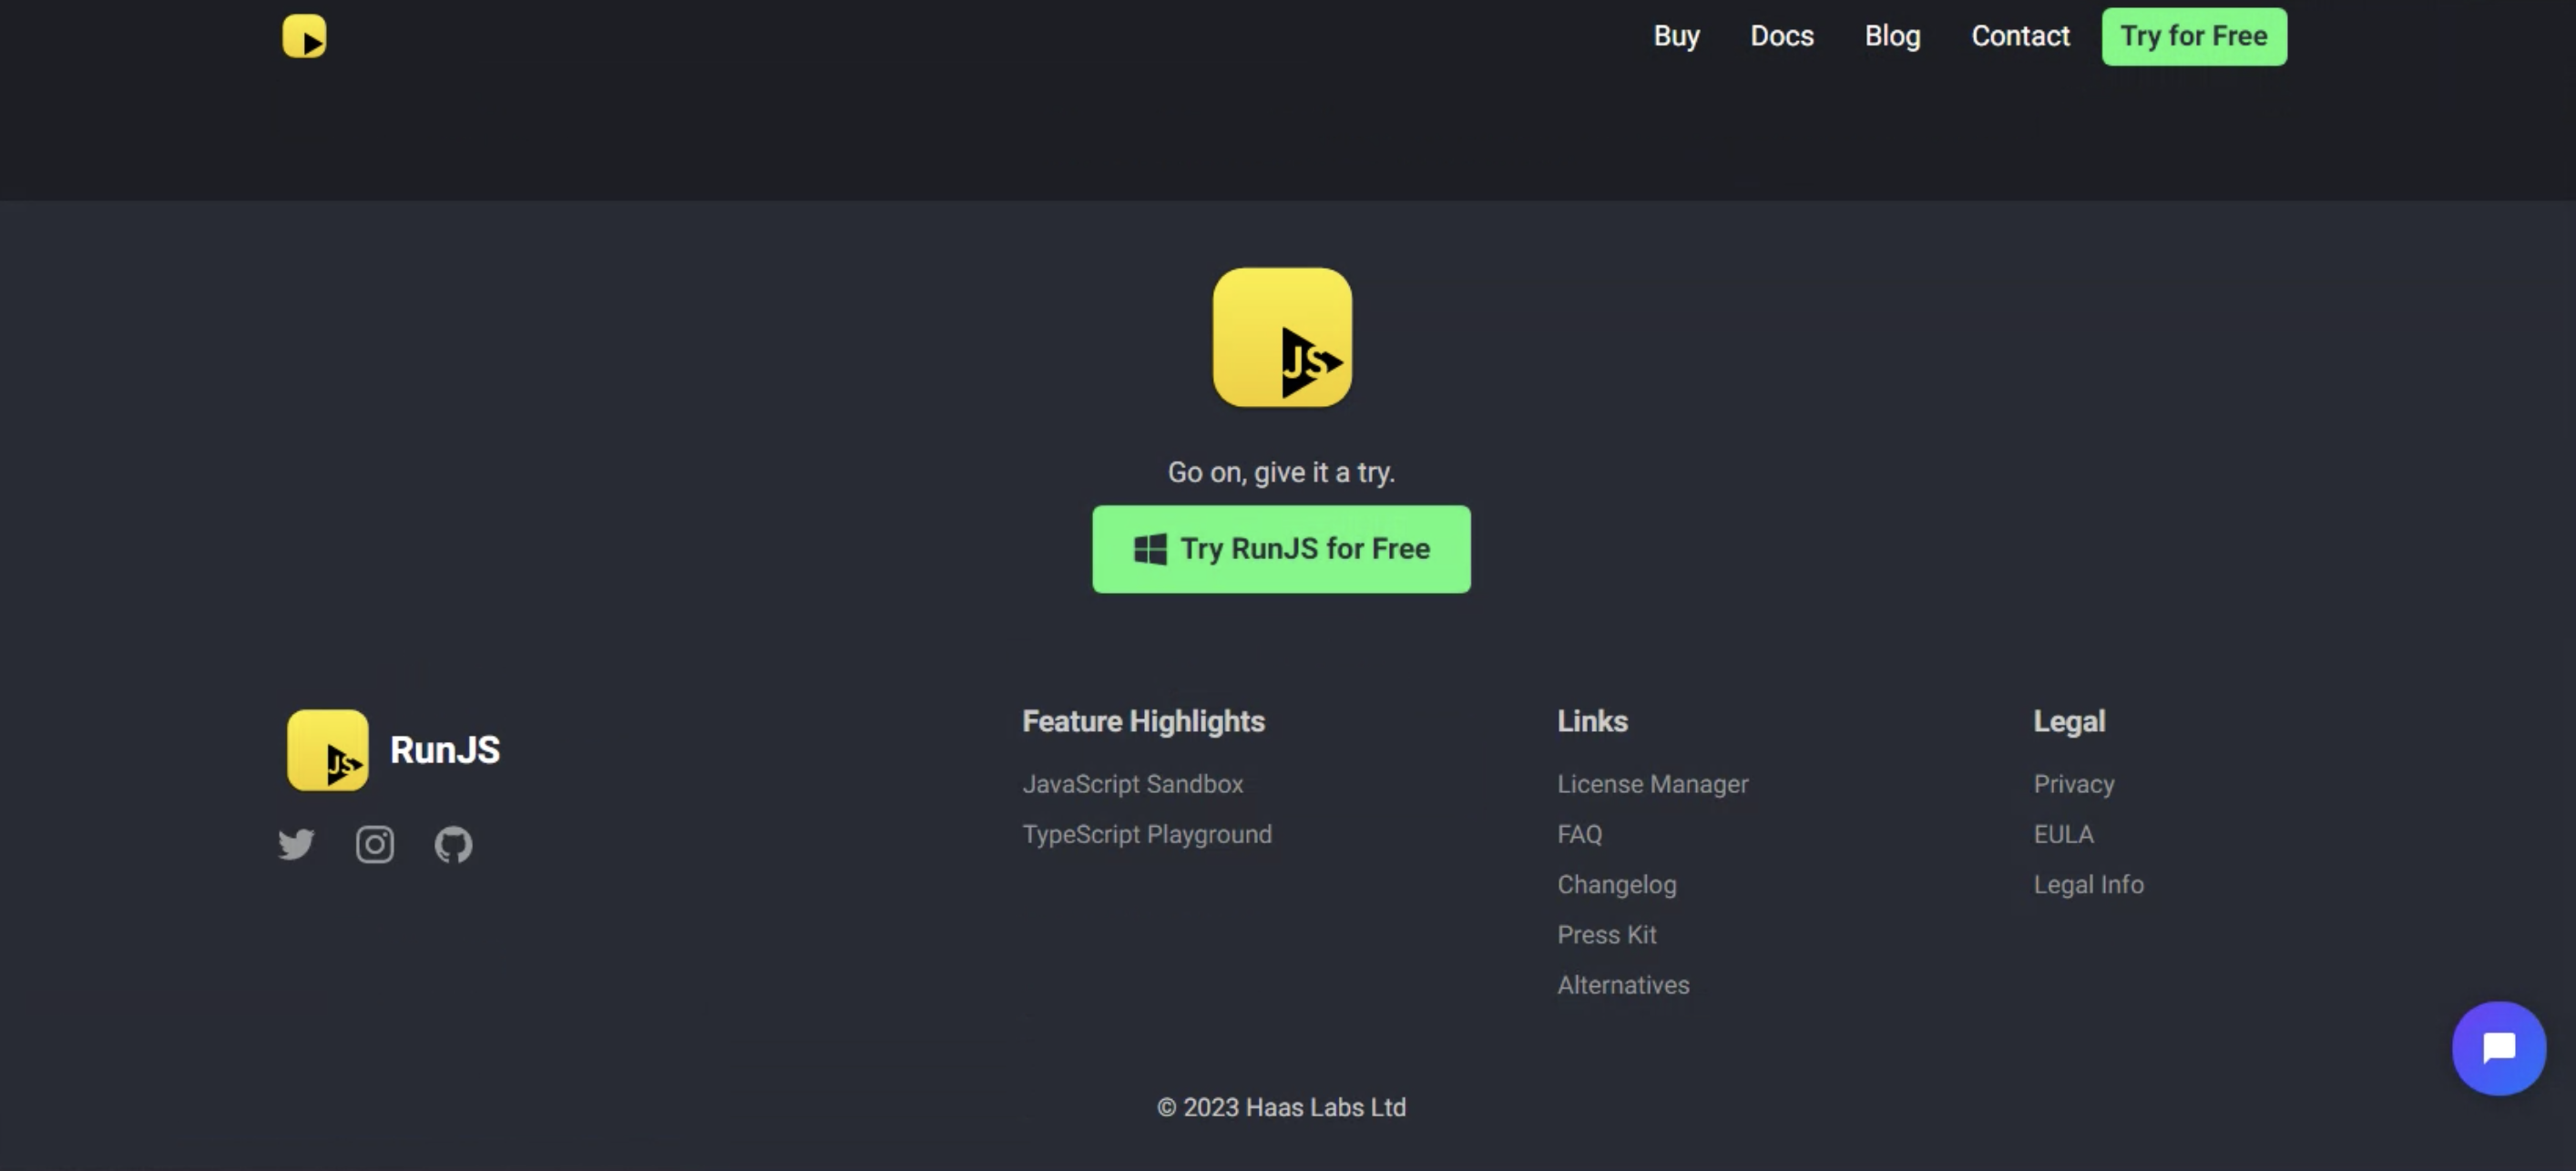 Buy Docs Blog Contact Try for Free
JS
Go on, give it a try.
Try RunJS for Free
JS RunJS
Feature Highlights
JavaScript Sandbox
TypeScript Playground
Links
License Manager
FAQ
Changelog
Press Kit
Alternatives
Legal
Privacy
EULA
Legal Info
© 2023 Haas Labs Ltd